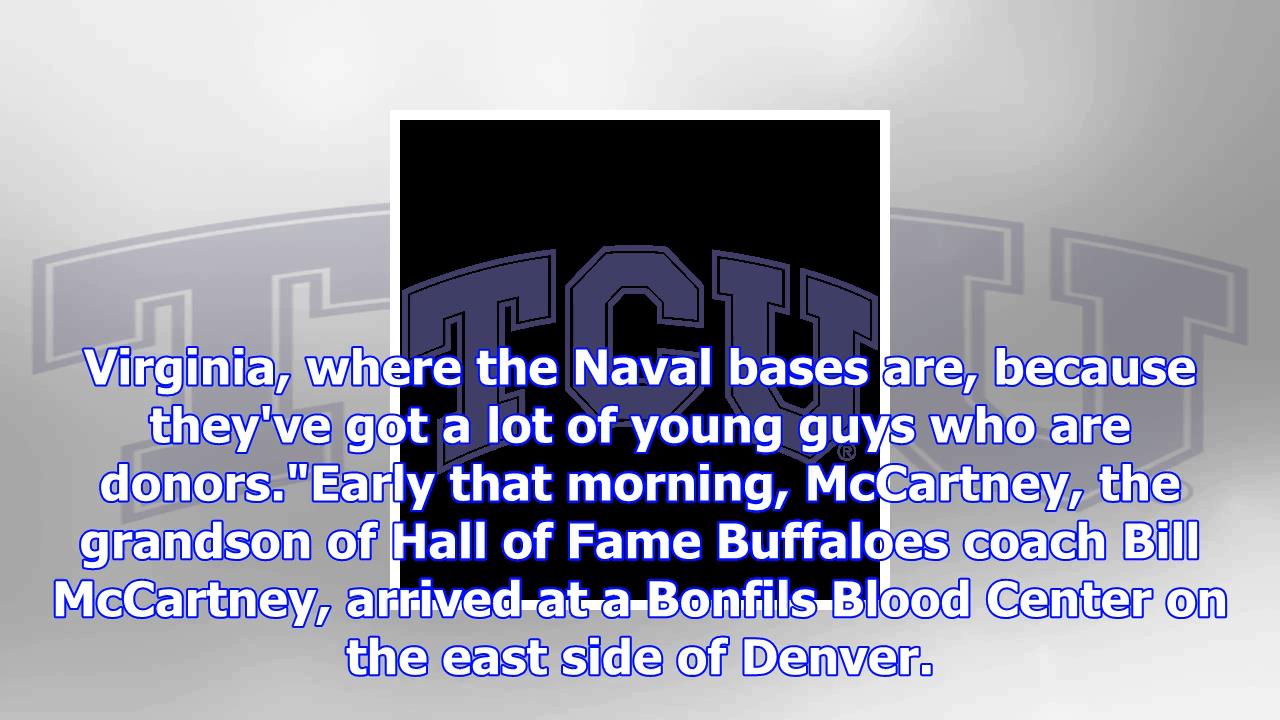 TCU
®
Virginia, where the Naval bases are, because
they've got a lot of young guys who are
donors."Early that morning, McCartney, the
grandson of Hall of Fame Buffaloes coach Bill
McCartney, arrived at a Bonfils Blood Center on
the east side of Denver.